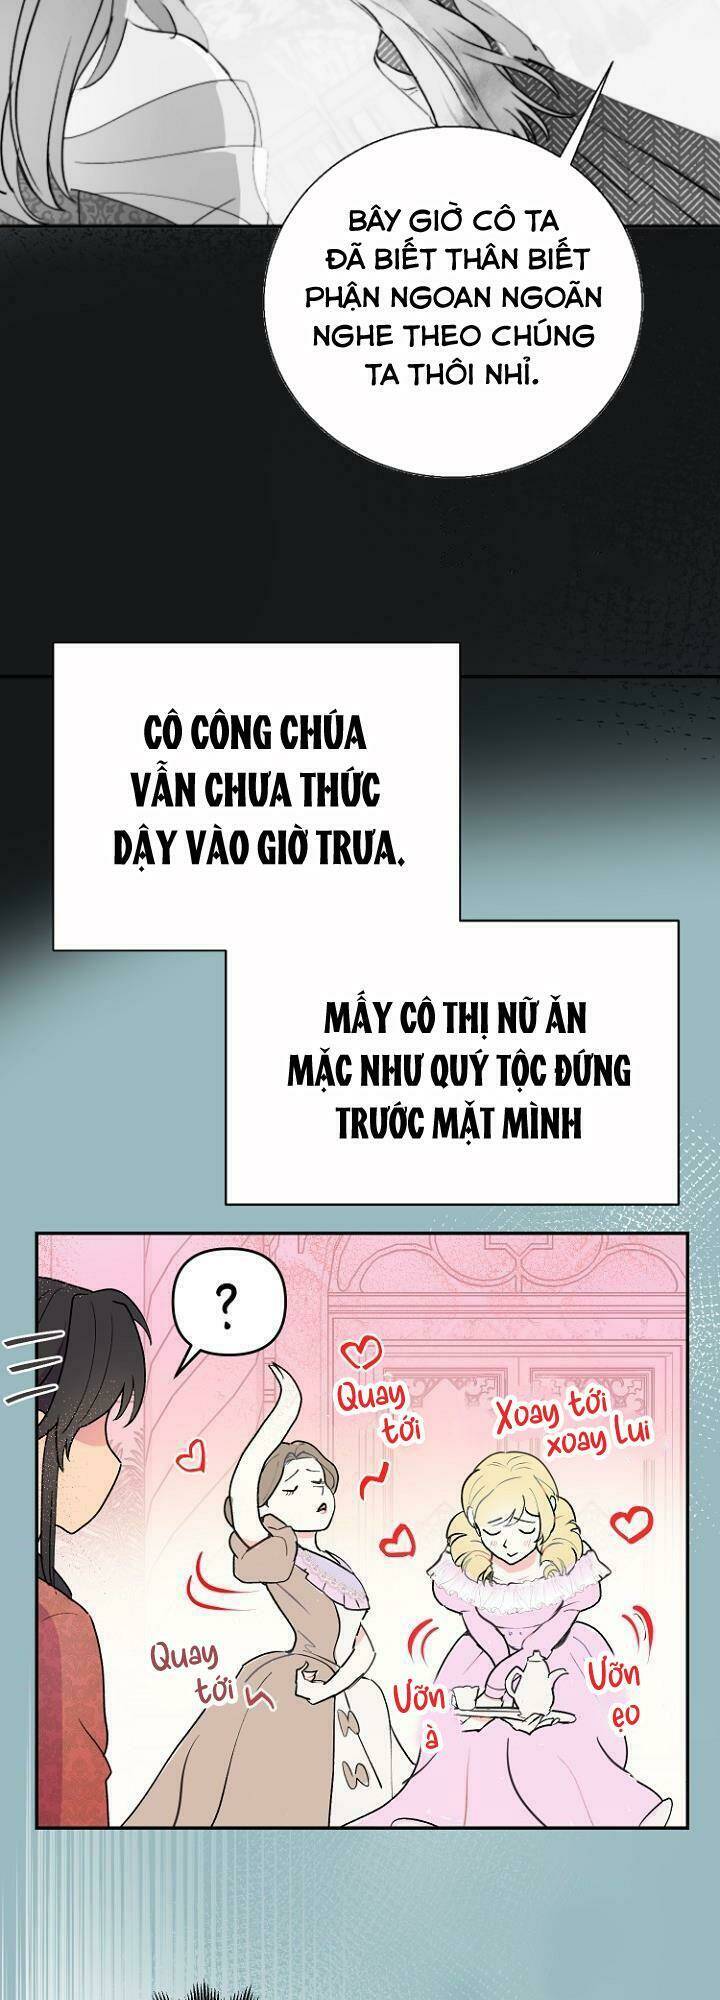 BÂY GIỜ CÔ TA
ĐÃ BIẾT THÂN BIẾT
PHẬN NGOAN NGOÃN
NGHE THEO CHÚNG
TA THÔI NHỈ.
CÔ CÔNG CHÚA
VẪN CHƯA THỨC
DẬY VÀO GIỜ TRƯA.
MẤY CÔ THỊ NỮ ĂN
MẶC NHƯ QUÝ TỘC ĐỨNG
TRƯỚC MẶT MÌNH
?
Quay
tới
Xoay tới
xoay lui
Quay
tới
Ưỡn
à
Ưỡn
ẹo